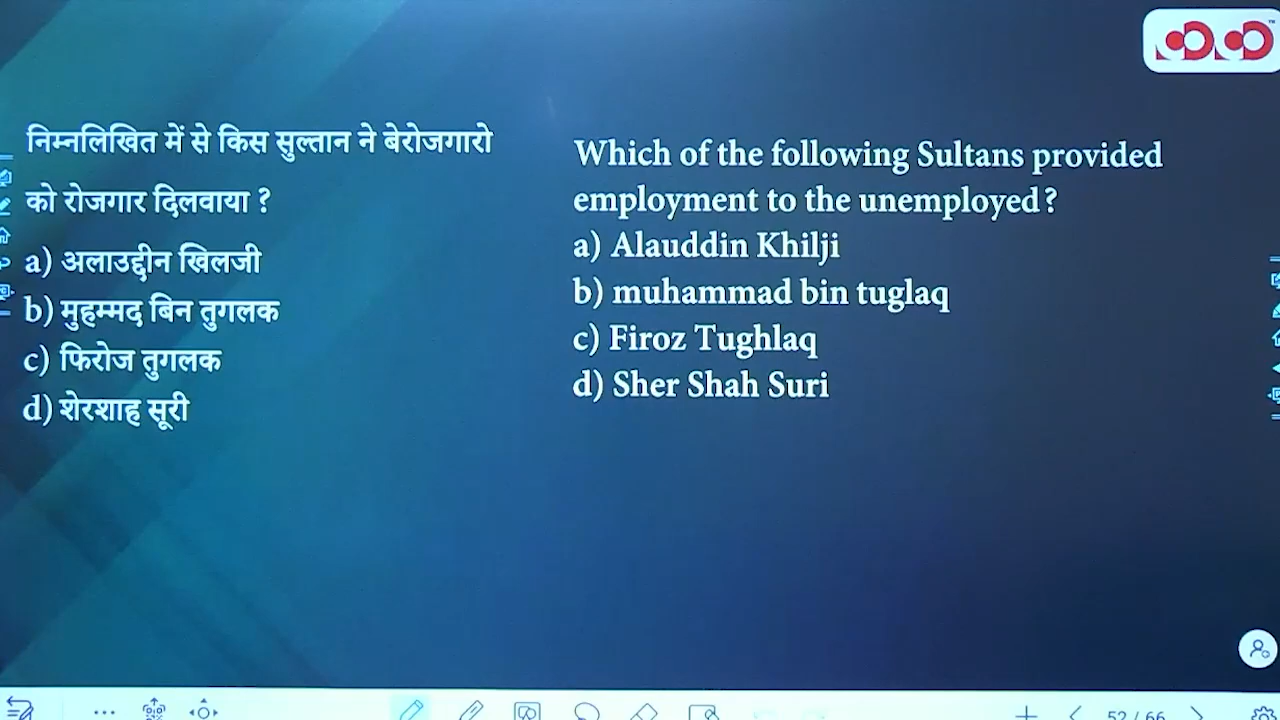 निम्नलिखित में से किस सुल्तान ने बेरोजगारो
को रोजगार दिलवाया ?
a) अलाउद्दीन खिलजी
b) मुहम्मद बिन तुगलक
c) फिरोज तुगलक
d) शेरशाह सूरी
Which of the following Sultans provided
employment to the unemployed?
a) Alauddin Khilji
b) muhammad bin tuglaq
c) Firoz Tughlaq
d) Sher Shah Suri
52 / 66